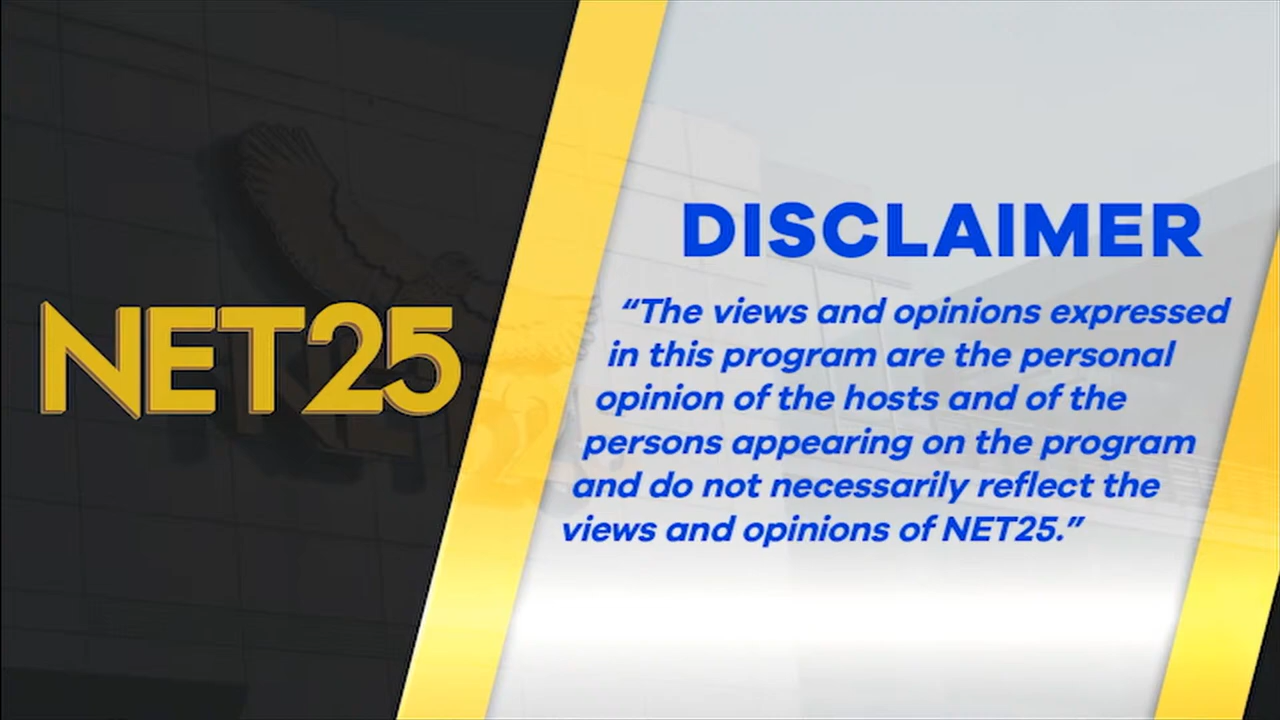 NET25
DISCLAIMER
“The views and opinions expressed
in this program are the personal
opinion of the hosts and of the
persons appearing on the program
and do not necessarily reflect the
views and opinions of NET25.”